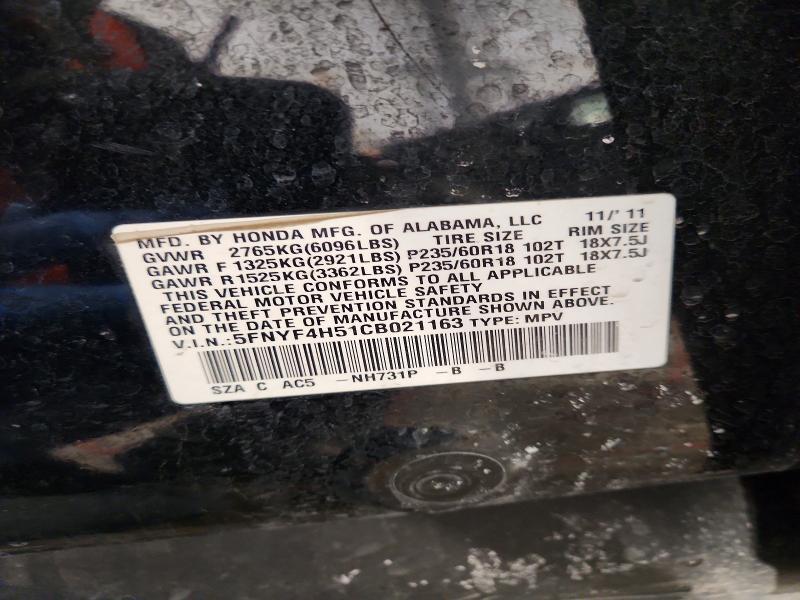 MFD. BY HONDA MFG. OF ALABAMA, LLC 11/'11
GVWR 2765KG(6096LBS) TIRE SIZE RIM SIZE
GAWR F 1325KG(2921LBS) P235/60R18 102T 18X7.5J
GAWR R 1525KG(3362LBS) P235/60R18 102T 18X7.5J
THIS VEHICLE CONFORMS TO ALL APPLICABLE
FEDERAL MOTOR VEHICLE SAFETY
AND THEFT PREVENTION STANDARDS IN EFFECT
ON THE DATE OF MANUFACTURE SHOWN ABOVE.
V.I.N.:5FNYF4H51CB021163 TYPE: MPV
SZA C AC5 -NH731P -B -B